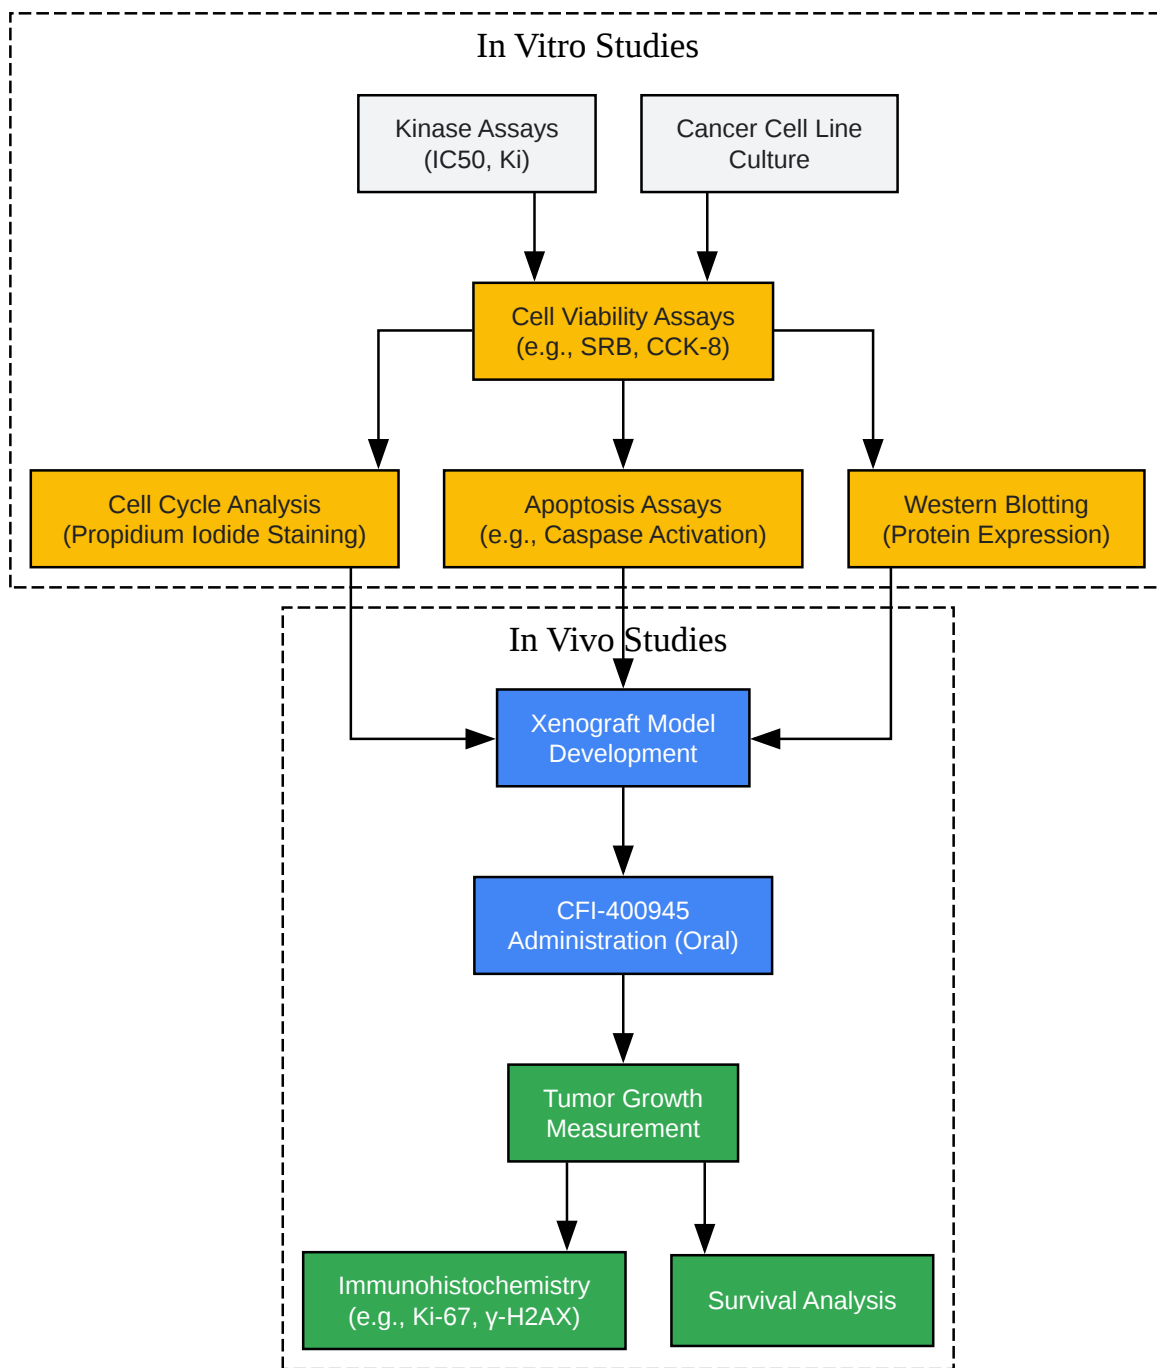 In Vitro Studies
Kinase Assays
(IC50, Ki)
Cancer Cell Line
Culture
Cell Viability Assays
(e.g., SRB, CCK-8)
Cell Cycle Analysis
(Propidium Iodide Staining)
Apoptosis Assays
(e.g., Caspase Activation)
Western Blotting
(Protein Expression)
In Vivo Studies
Xenograft Model
Development
CFI-400945
Administration (Oral)
Tumor Growth
Measurement
Immunohistochemistry
(e.g., Ki-67, γ-H2AX)
Survival Analysis